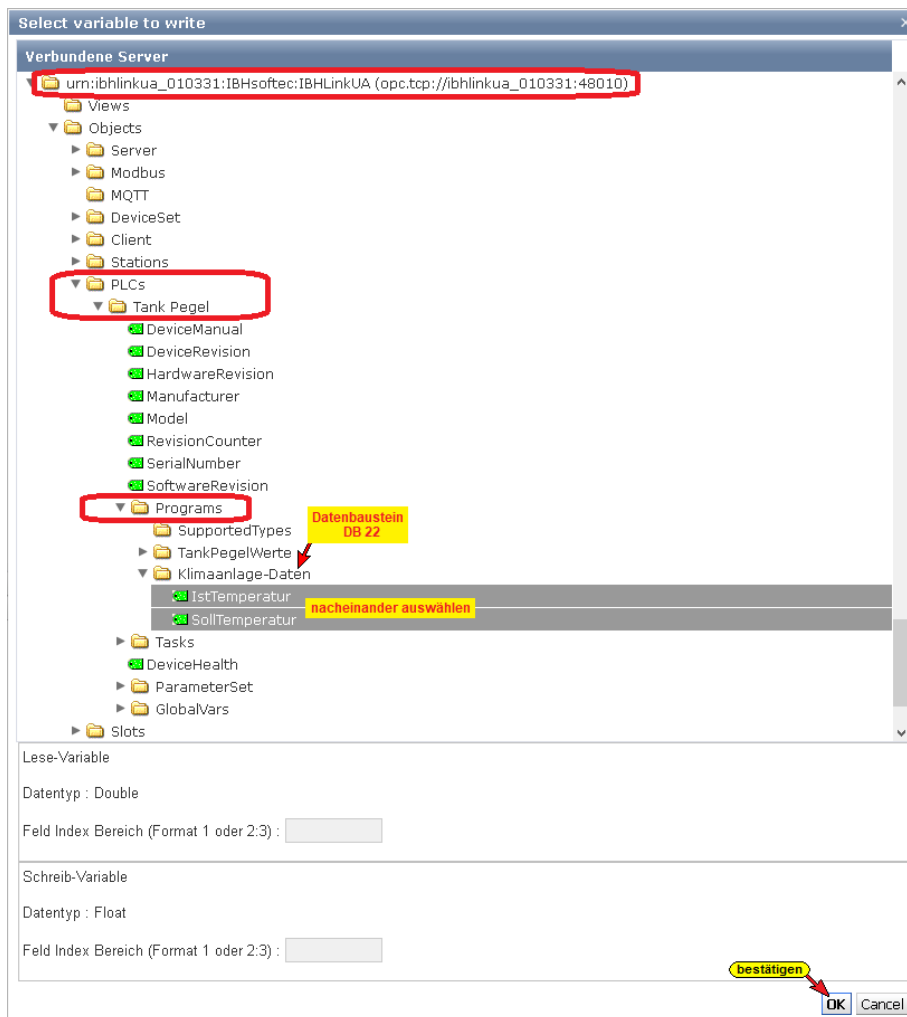 Select variable to write
Verbundene Server
urn:ibhlinkua_010331:IBHsoftec:IBHLinkUA (opc.tcp://ibhlinkua_010331:48010)
Views
Objects
Server
Modbus
MQTT
DeviceSet
Client
Stations
PLCs
Tank Pegel
DeviceManual
DeviceRevision
HardwareRevision
Manufacturer
Model
RevisionCounter
SerialNumber
SoftwareRevision
Programs
Datenbaustein
DB 22
SupportedTypes
TankPegelWerte
Klimaanlage-Daten
IstTemperatur
nacheinander auswählen
SollTemperatur
Tasks
DeviceHealth
ParameterSet
GlobalVars
Slots
Lese-Variable
Datentyp : Double
Feld Index Bereich (Format 1 oder 2:3) :
Schreib-Variable
Datentyp : Float
Feld Index Bereich (Format 1 oder 2:3) :
bestätigen
OK Cancel